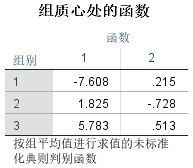 组质心处的函数
函数
组别 1 2
1 -7.608 .215
2 1.825 -.728
3 5.783 .513
按组平均值进行求值的未标准
化典则判别函数